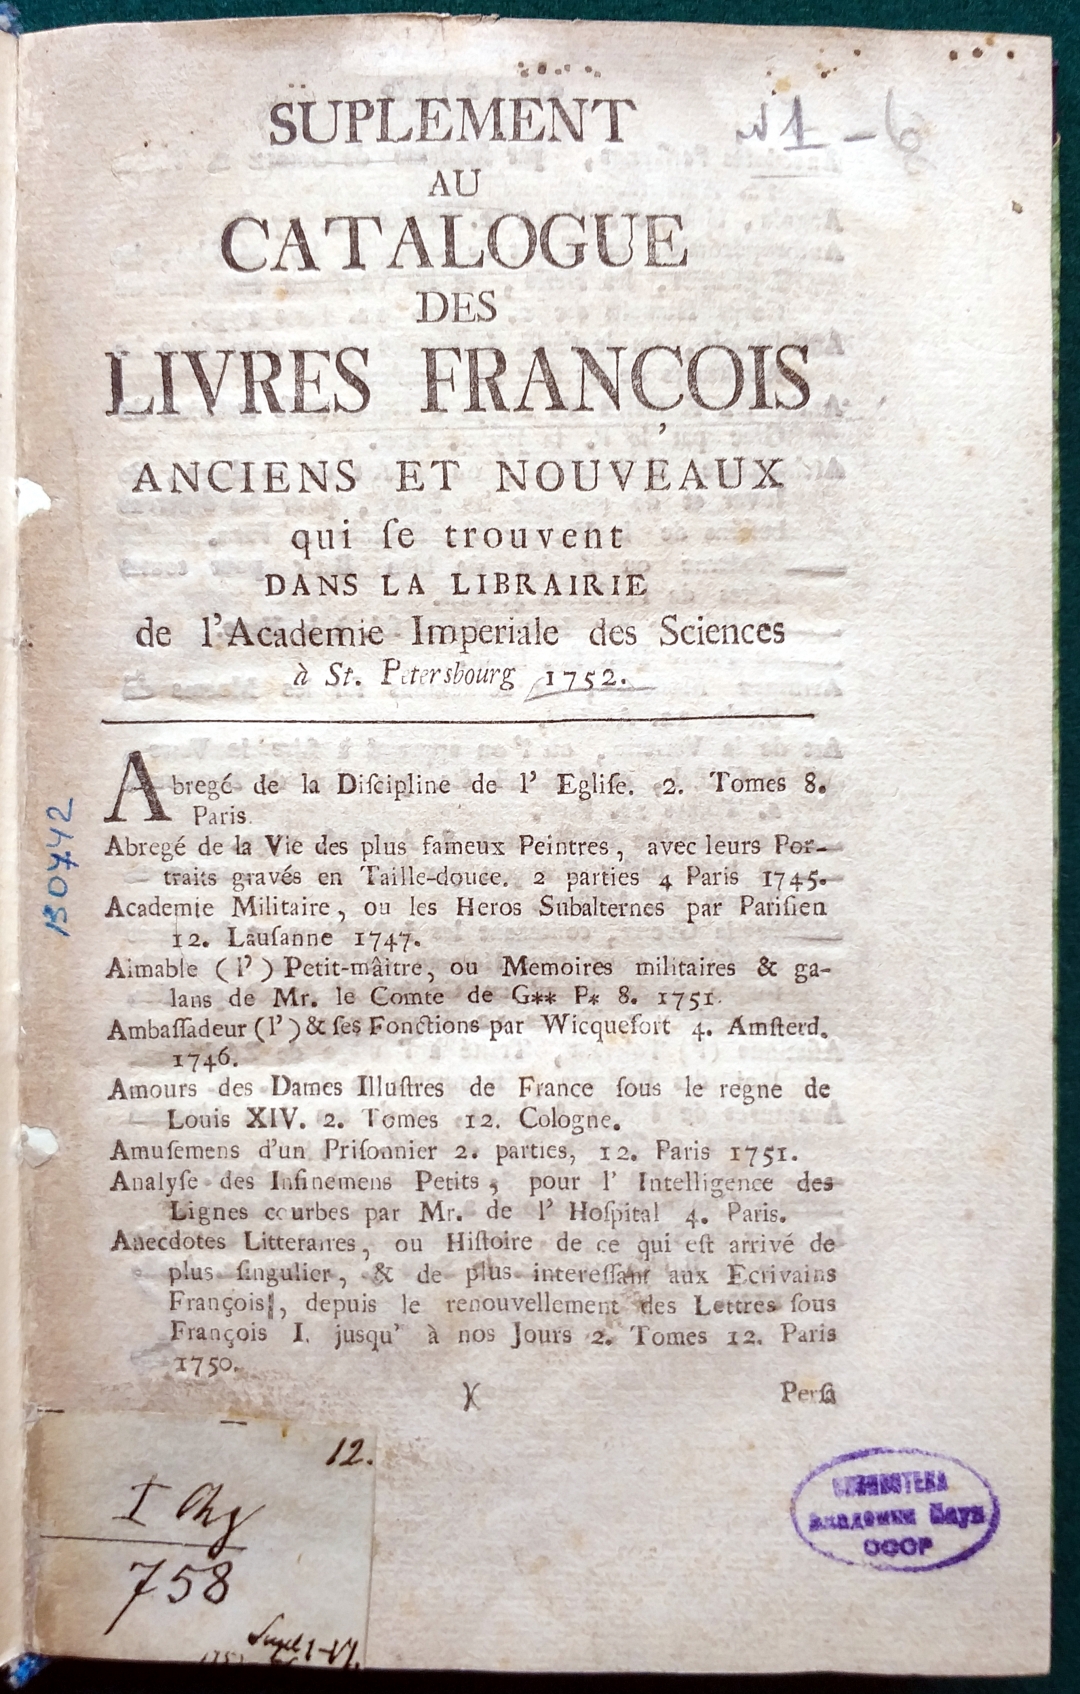 SUPLEMENT
AU
CATALOGUE
DES
LIVRES FRANÇOIS
ANCIENS ET NOUVEAUX
qui ſe trouvent
DANS LA LIBRAIRIE
de l'Academie Imperiale des Sciences
à St. Petersbourg 1752.
Abregé de la Diſcipline de l' Egliſe. 2. Tomes 8.
Paris.
Abregé de la Vie des plus fameux Peintres, avec leurs Por-
traits gravés en Taille-douce. 2 parties 4 Paris 1745.
Academie Militaire, ou les Heros Subalternes par Pariſien
12. Lauſanne 1747.
Aimable (l') Petit-mâitre, ou Memoires militaires & ga-
lans de Mr. le Comte de G** P* 8. 1751.
Ambaſſadeur (l') & ſes Fonctions par Wicquefort 4. Amſterd.
1746.
Amours des Dames Illuſtres de France ſous le regne de
Louis XIV. 2. Tomes 12. Cologne.
Amuſemens d'un Priſonnier 2. parties, 12. Paris 1751.
Analyſe des Infinemens Petits, pour l' Intelligence des
Lignes courbes par Mr. de l' Hoſpital 4. Paris.
Anecdotes Litteraires, ou Hiſtoire de ce qui eſt arrivé de
plus ſingulier, & de plus intereſſant aux Ecrivains
François, depuis le renouvellement des Lettres ſous
François I. jusqu' à nos Jours 2. Tomes 12. Paris
1750.
)(
12.
I
758
БИБЛИОТЕКА
Академии Наук
СССР